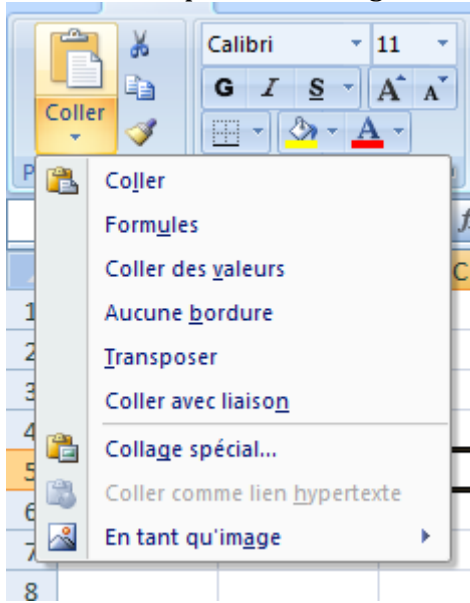 Calibri 11
G I S A A
Coller
A
P
Coller
Formules
Coller des valeurs
Aucune bordure
Transposer
Coller avec liaison
Collage spécial...
Coller comme lien hypertexte
En tant qu'image
C
1
2
3
4
5
6
7
8